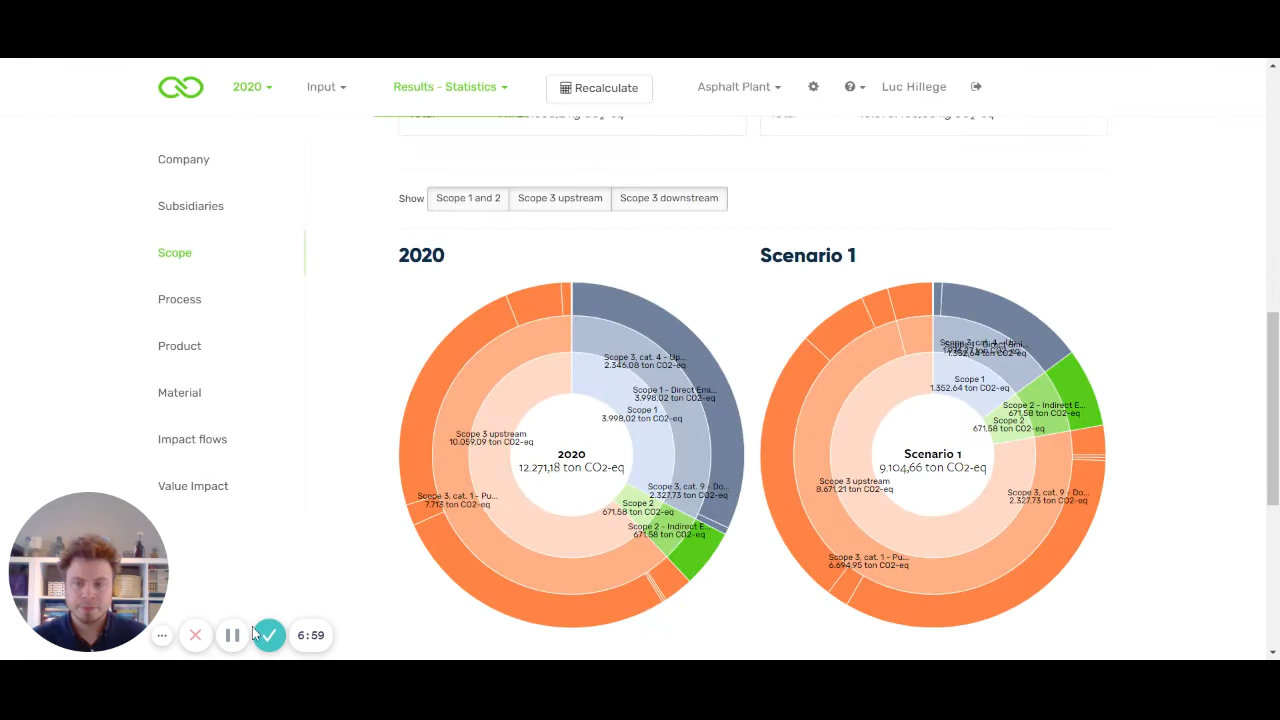 2020
Input
Results - Statistics
Recalculate
Asphalt Plant
Luc Hillege
Company
Subsidiaries
Scope
Process
Product
Material
Impact flows
Value Impact
Show
Scope 1 and 2
Scope 3 upstream
Scope 3 downstream
2020
Scenario 1
Scope 3, cat. 4 - Up...
2.346,08 ton CO2-eq
Scope 1 - Direct Emi...
3.998,02 ton CO2-eq
Scope 1
3.998,02 ton CO2-eq
Scope 3 upstream
10.059,09 ton CO2-eq
2020
12.271,18 ton CO2-eq
Scope 3, cat. 9 - Do...
2.327,73 ton CO2-eq
Scope 3, cat. 1 - Pu...
7.713 ton CO2-eq
Scope 2
671,58 ton CO2-eq
Scope 2 - Indirect E...
671,58 ton CO2-eq
1.352,64 ton CO2-eq
Scope 1
1.352,64 ton CO2-eq
Scope 2 - Indirect E...
671,58 ton CO2-eq
Scope 2
671,58 ton CO2-eq
Scenario 1
9.104,66 ton CO2-eq
Scope 3 upstream
8.671,21 ton CO2-eq
Scope 3, cat. 9 - Do...
2.327,73 ton CO2-eq
Scope 3, cat. 1 - Pu...
6.694,95 ton CO2-eq
6:59